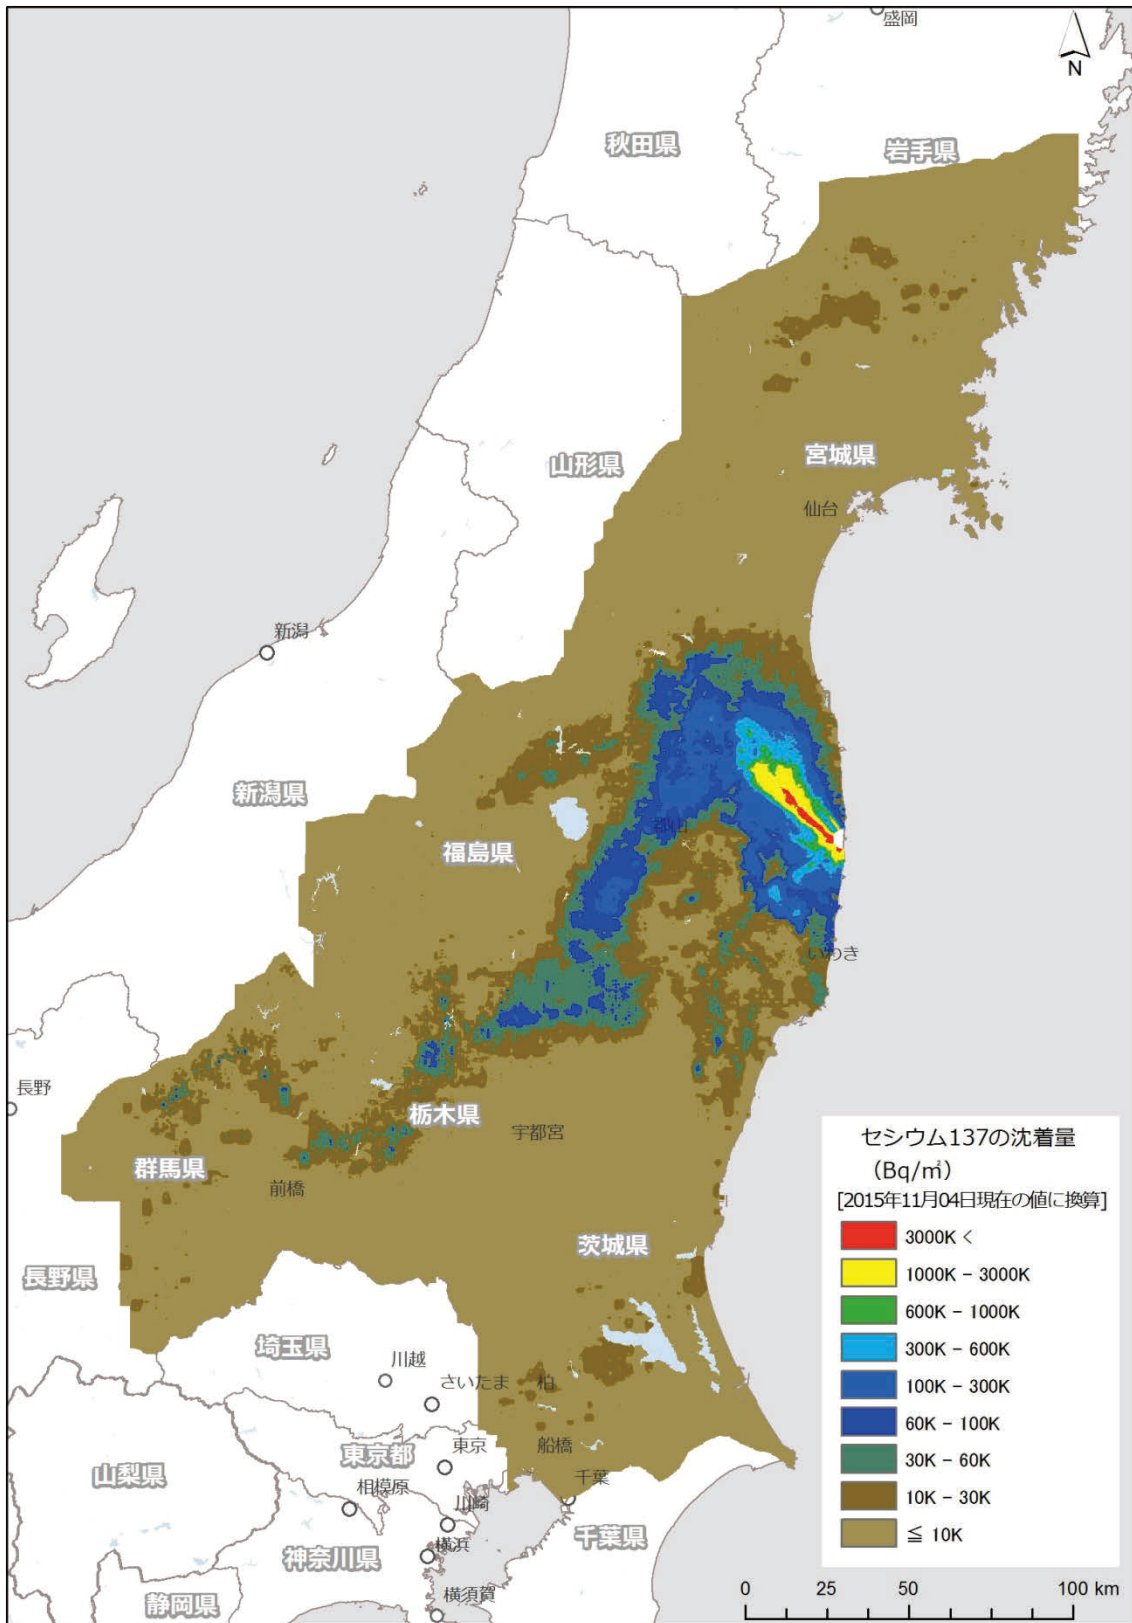 盛岡
N
秋田県
岩手県
山形県
宮城県
仙台
新潟
新潟県
福島県
郡山
いわき
長野
栃木県
宇都宮
群馬県
前橋
茨城県
長野県
埼玉県
川越
さいたま
柏
東京都
東京
船橋
山梨県
相模原
川崎
千葉
千葉県
神奈川県
横浜
静岡県
横須賀
セシウム137の沈着量
（Bq/㎡）
[2015年11月04日現在の値に換算]
3000K <
1000K - 3000K
600K - 1000K
300K - 600K
100K - 300K
60K - 100K
30K - 60K
10K - 30K
≦ 10K
0 25 50 100 km